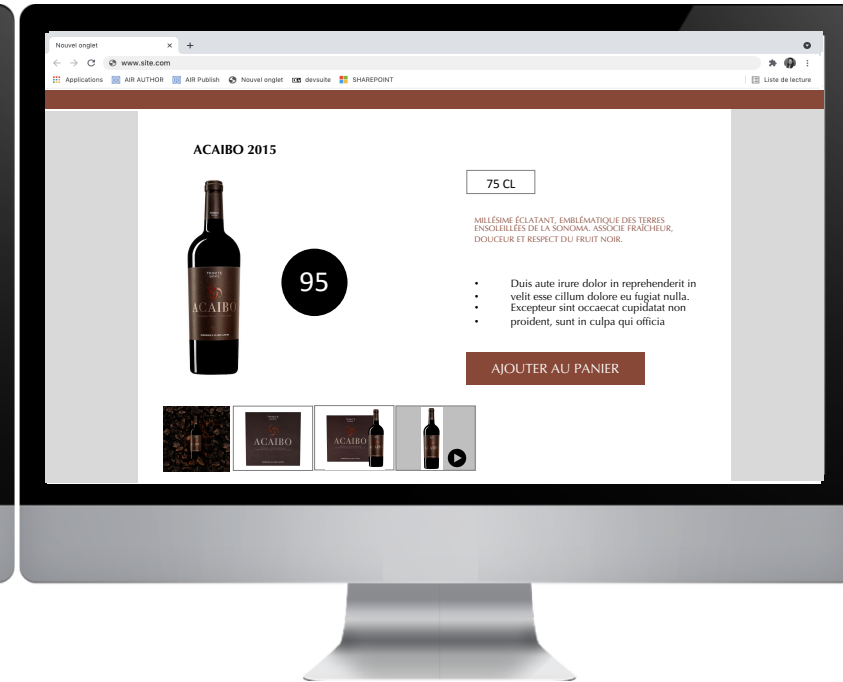 Nouvel onglet
www.site.com
Applications AIR AUTHOR AIR Publish Nouvel onglet devsuite SHAREPOINT Liste de lecture
ACAIBO 2015
75 CL
MILLÉSIME ÉCLATANT, EMBLÉMATIQUE DES TERRES
ENSOLEILLÉES DE LA SONOMA. ASSOCIE FRAÎCHEUR,
DOUCEUR ET RESPECT DU FRUIT NOIR.
95
ACAIBO
• Duis aute irure dolor in reprehenderit in
• velit esse cillum dolore eu fugiat nulla.
• Excepteur sint occaecat cupidatat non
• proident, sunt in culpa qui officia
AJOUTER AU PANIER
ACAIBO
ACAIBO